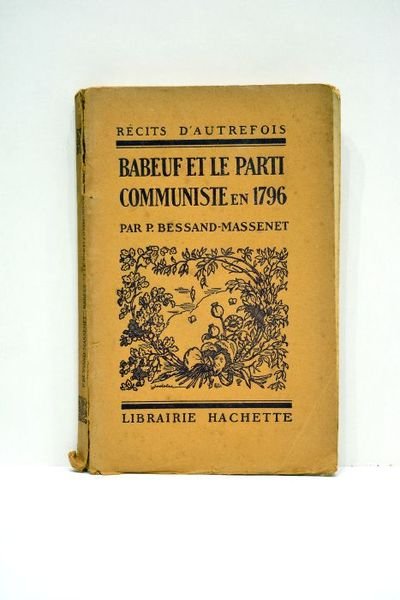 RÉCITS D'AUTREFOIS
BABEUF ET LE PARTI
COMMUNISTE EN 1796
PAR P. BESSAND-MASSENET
LIBRAIRIE HACHETTE